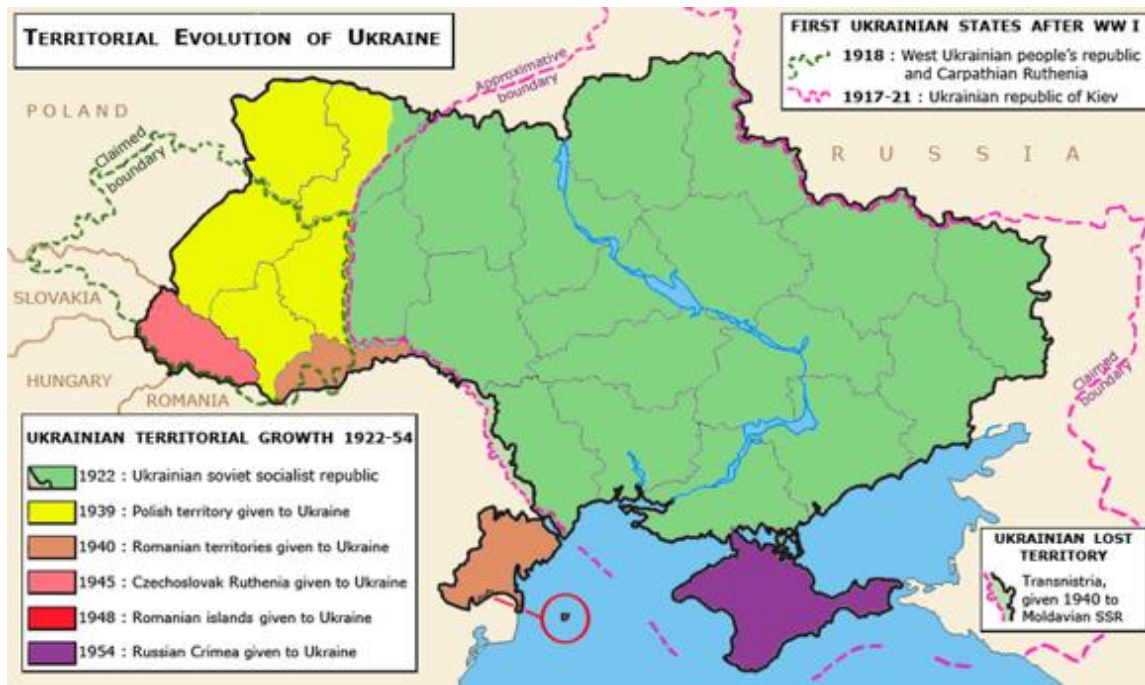 TERRITORIAL EVOLUTION OF UKRAINE
FIRST UKRAINIAN STATES AFTER WW I
1918 : West Ukrainian people's republic
and Carpathian Ruthenia
1917-21 : Ukrainian republic of Kiev
Approximative
boundary
POLAND
Claimed
boundary
RUSSIA
SLOVAKIA
HUNGARY
ROMANIA
Claimed
boundary
UKRAINIAN TERRITORIAL GROWTH 1922-54
1922 : Ukrainian soviet socialist republic
1939 : Polish territory given to Ukraine
1940 : Romanian territories given to Ukraine
1945 : Czechoslovak Ruthenia given to Ukraine
1948 : Romanian islands given to Ukraine
1954 : Russian Crimea given to Ukraine
UKRAINIAN LOST
TERRITORY
Transnistria,
given 1940 to
Moldavian SSR